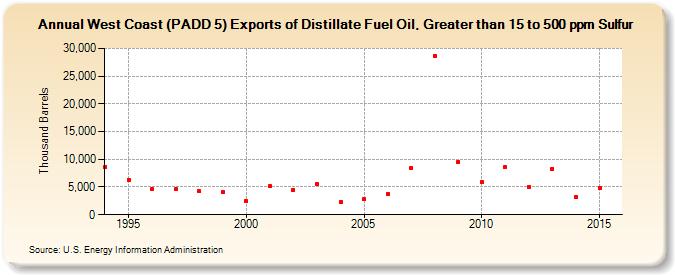 Annual West Coast (PADD 5) Exports of Distillate Fuel Oil, Greater than 15 to 500 ppm Sulfur
Thousand Barrels
30,000
25,000
20,000
15,000
10,000
5,000
0
1995 2000 2005 2010 2015
Source: U.S. Energy Information Administration